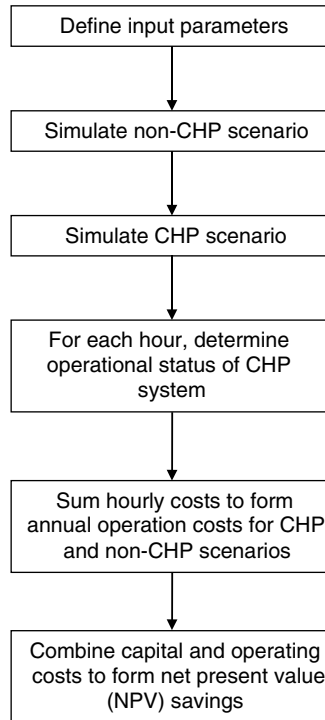 Define input parameters
Simulate non-CHP scenario
Simulate CHP scenario
For each hour, determine
operational status of CHP
system
Sum hourly costs to form
annual operation costs for CHP
and non-CHP scenarios
Combine capital and operating
costs to form net present value
(NPV) savings